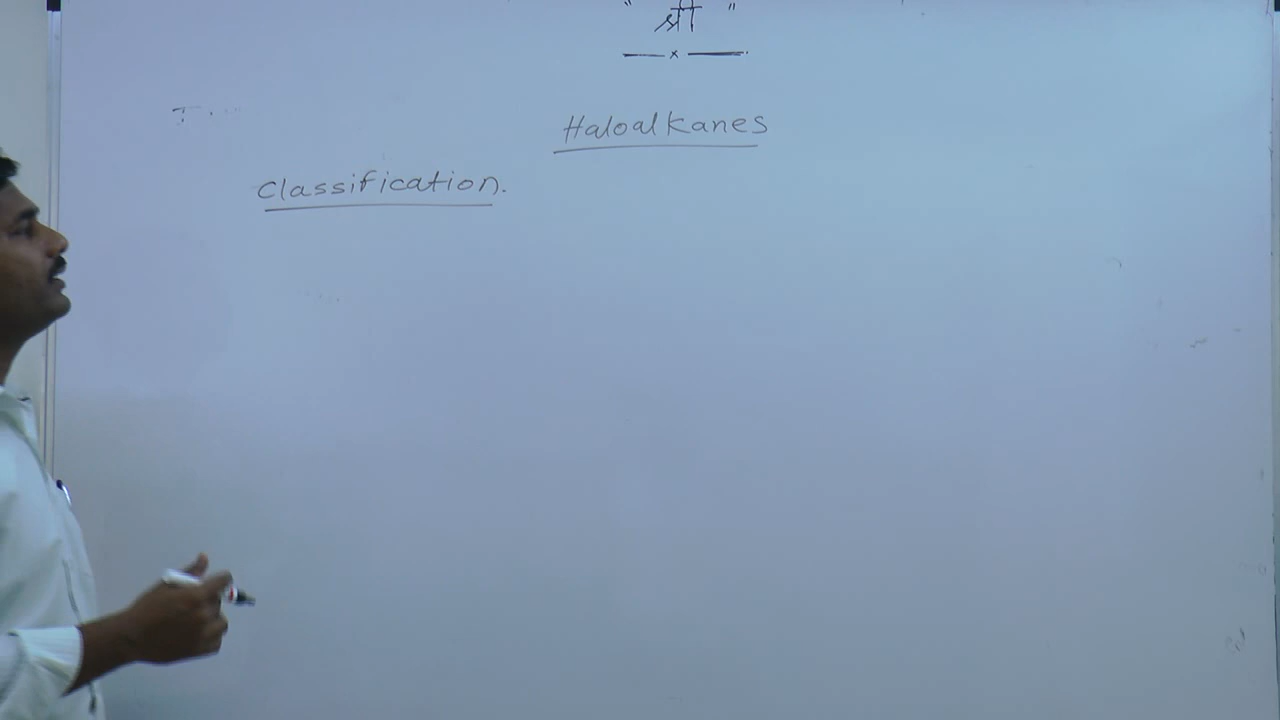 " श्री "
Haloalkanes
Classification.